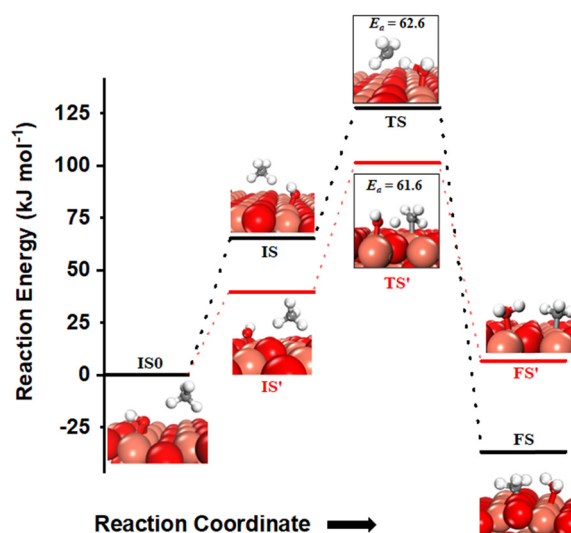 Reaction Energy (kJ mol⁻¹)
125
100
75
50
25
0
-25
Eₐ = 62.6
TS
Eₐ = 61.6
TS'
IS
IS'
IS0
FS'
FS
Reaction Coordinate